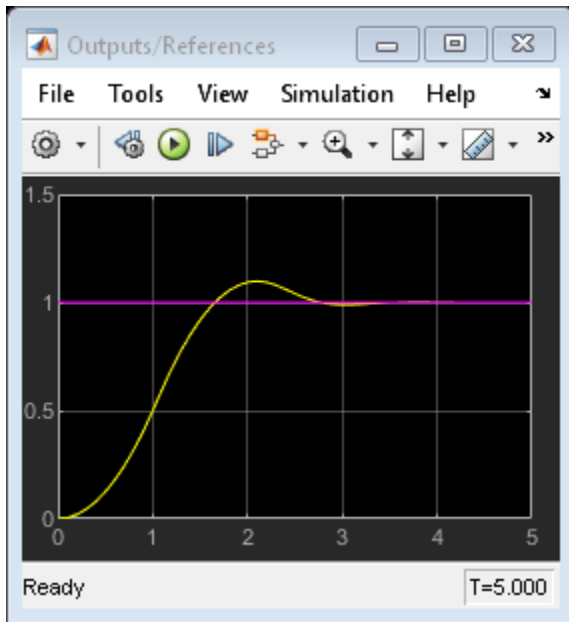 Outputs/References
File Tools View Simulation Help
1.5
1
0.5
0
0 1 2 3 4 5
Ready T=5.000